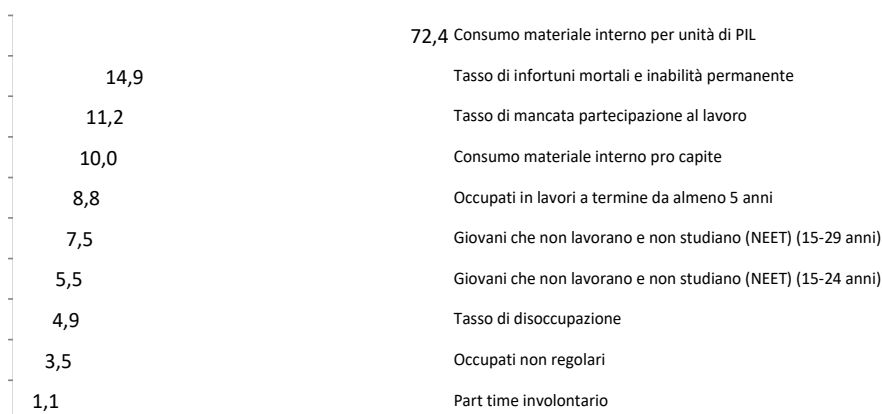 72,4 Consumo materiale interno per unità di PIL
14,9 Tasso di infortuni mortali e inabilità permanente
11,2 Tasso di mancata partecipazione al lavoro
10,0 Consumo materiale interno pro capite
8,8 Occupati in lavori a termine da almeno 5 anni
7,5 Giovani che non lavorano e non studiano (NEET) (15-29 anni)
5,5 Giovani che non lavorano e non studiano (NEET) (15-24 anni)
4,9 Tasso di disoccupazione
3,5 Occupati non regolari
1,1 Part time involontario